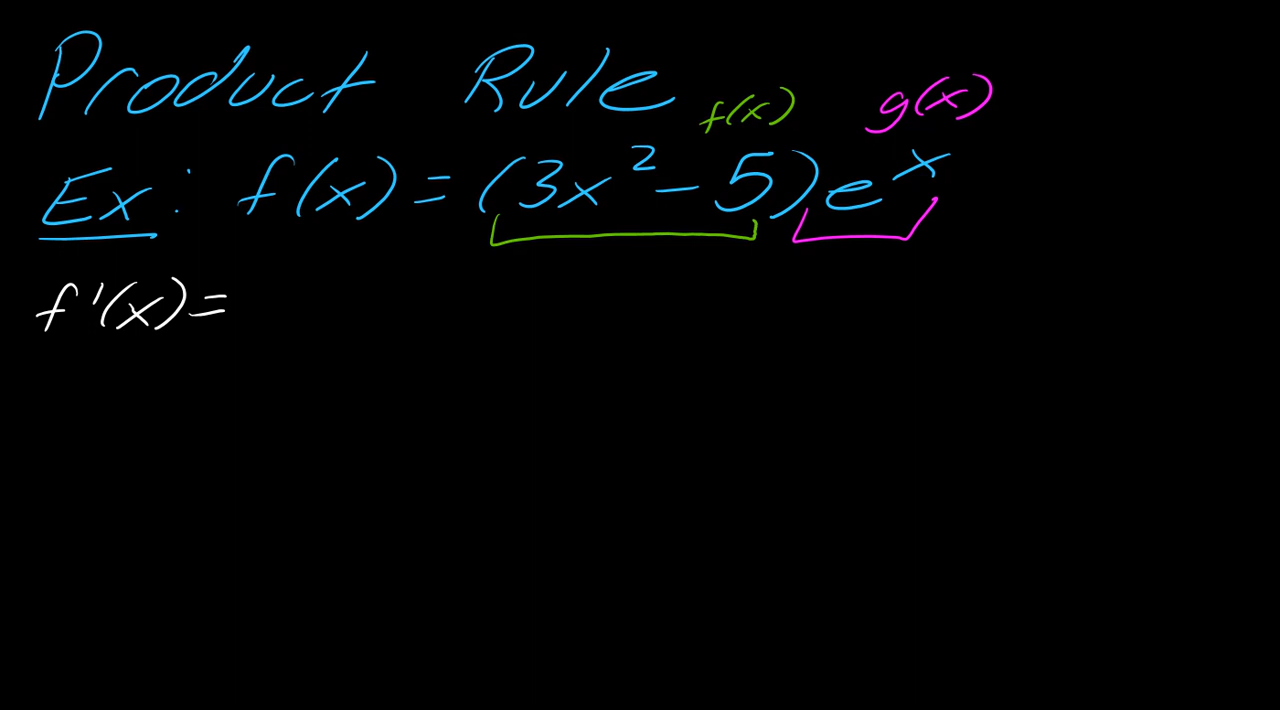 Product Rule
f(x) g(x)
Ex: f(x) = (3x² - 5)eˣ
f'(x) =